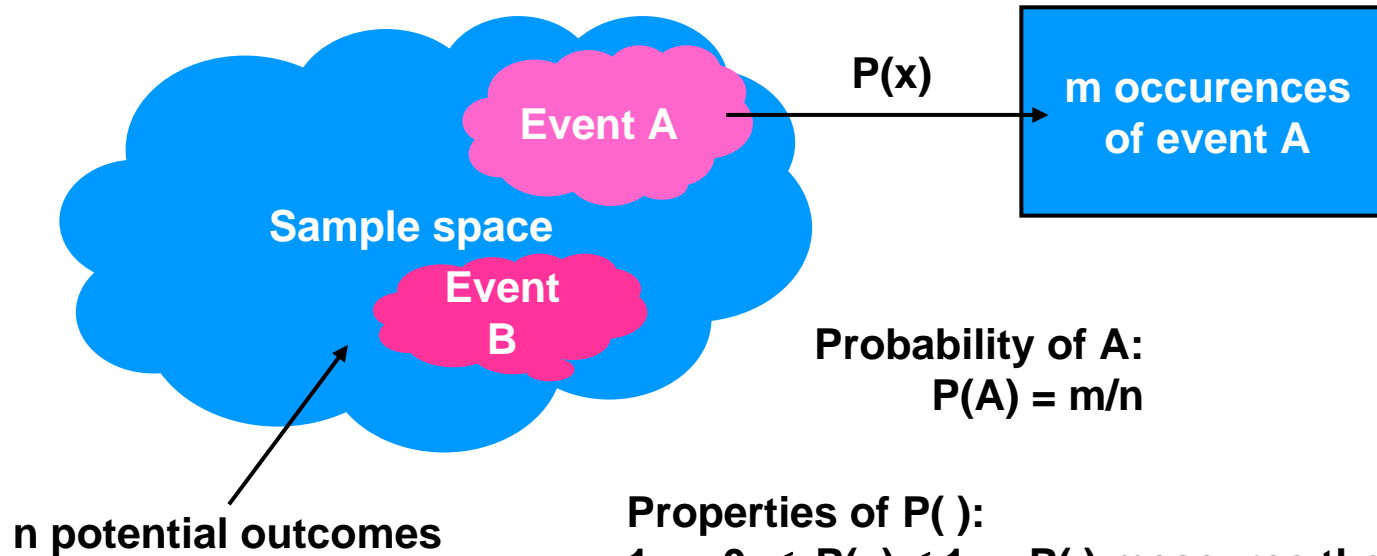 P(x)
m occurences
of event A
Event A
Sample space
Event
B
Probability of A:
P(A) = m/n
n potential outcomes
Properties of P( ):